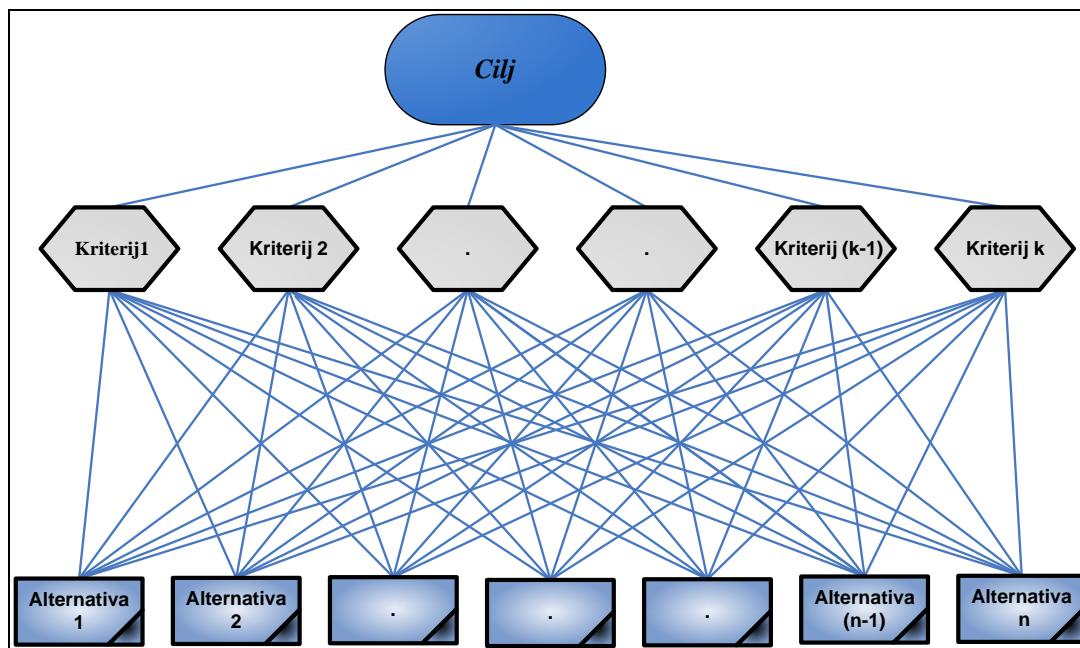 Cilj
Kriterij1
Kriterij 2
.
.
Kriterij (k-1)
Kriterij k
Alternativa
1
Alternativa
2
.
.
.
Alternativa
(n-1)
Alternativa
n